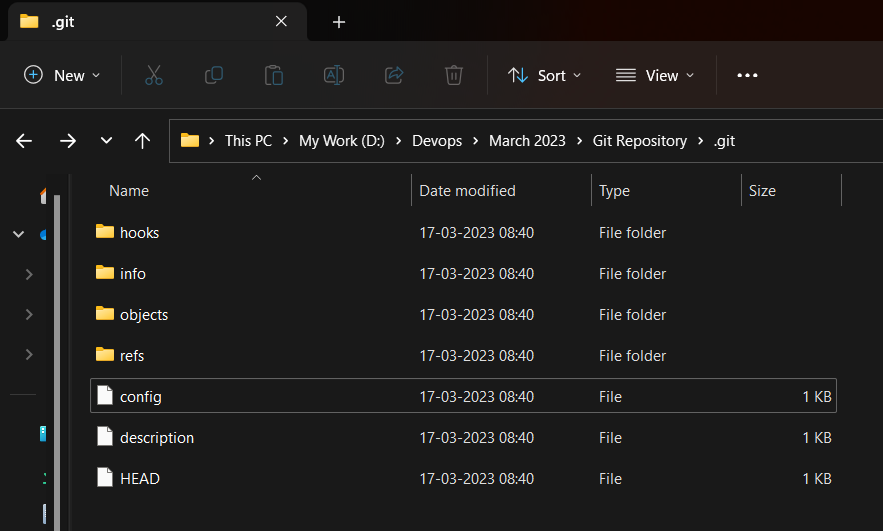 .git
New Sort View
This PC My Work (D:) Devops March 2023 Git Repository .git
Name Date modified Type Size
hooks 17-03-2023 08:40 File folder
info 17-03-2023 08:40 File folder
objects 17-03-2023 08:40 File folder
refs 17-03-2023 08:40 File folder
config 17-03-2023 08:40 File 1 KB
description 17-03-2023 08:40 File 1 KB
HEAD 17-03-2023 08:40 File 1 KB